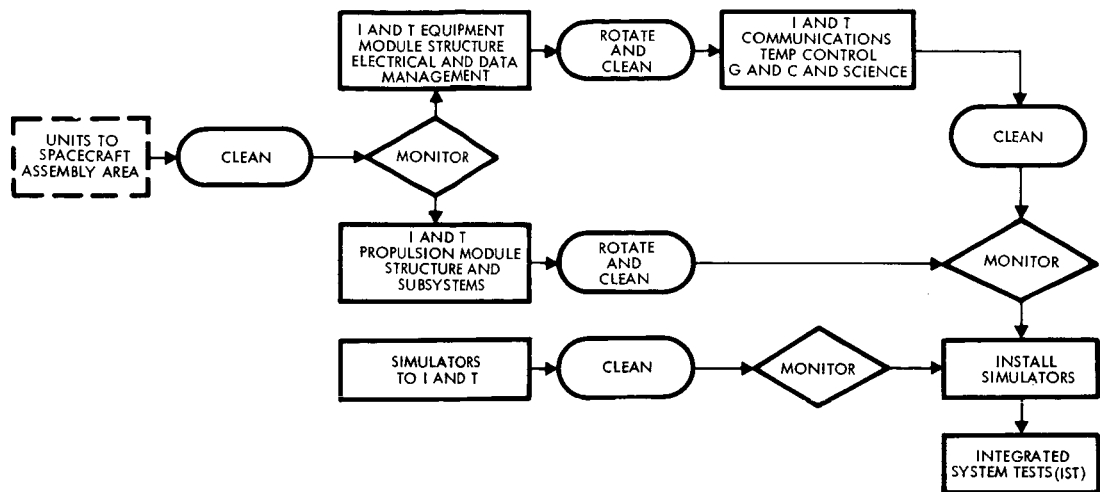 UNITS TO
SPACECRAFT
ASSEMBLY AREA
CLEAN
MONITOR
I AND T EQUIPMENT
MODULE STRUCTURE
ELECTRICAL AND DATA
MANAGEMENT
ROTATE
AND
CLEAN
I AND T
COMMUNICATIONS
TEMP CONTROL
G AND C AND SCIENCE
CLEAN
I AND T
PROPULSION MODULE
STRUCTURE AND
SUBSYSTEMS
ROTATE
AND
CLEAN
MONITOR
SIMULATORS
TO I AND T
CLEAN
MONITOR
INSTALL
SIMULATORS
INTEGRATED
SYSTEM TESTS(IST)